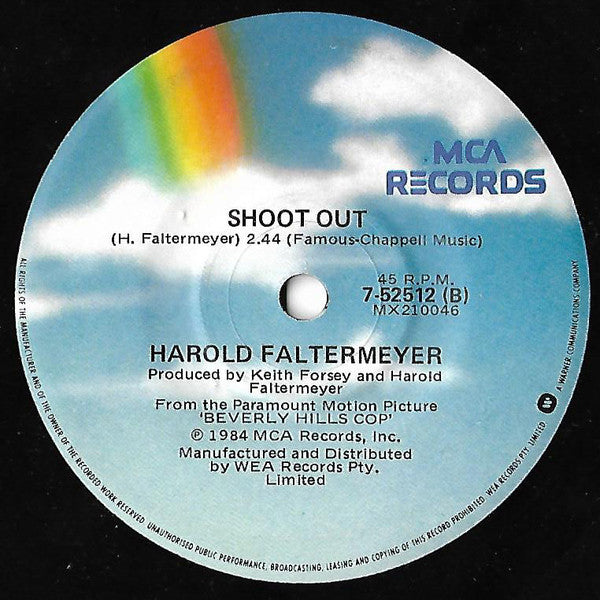 MCA
RECORDS
SHOOT OUT
(H. Faltermeyer) 2.44 (Famous-Chappell Music)
45 R.P.M.
7-52512 (B)
MX210046
HAROLD FALTERMEYER
Produced by Keith Forsey and Harold
Faltermeyer
From the Paramount Motion Picture
'BEVERLY HILLS COP'
℗ 1984 MCA Records, Inc.
Manufactured and Distributed
by WEA Records Pty.
Limited
ALL RIGHTS OF THE MANUFACTURER AND OF THE OWNER OF THE RECORDED WORK RESERVED. UNAUTHORISED PUBLIC PERFORMANCE, BROADCASTING, LEASING AND COPYING OF THIS RECORD PROHIBITED. WEA RECORDS PTY. LIMITED
A WARNER COMMUNICATIONS COMPANY